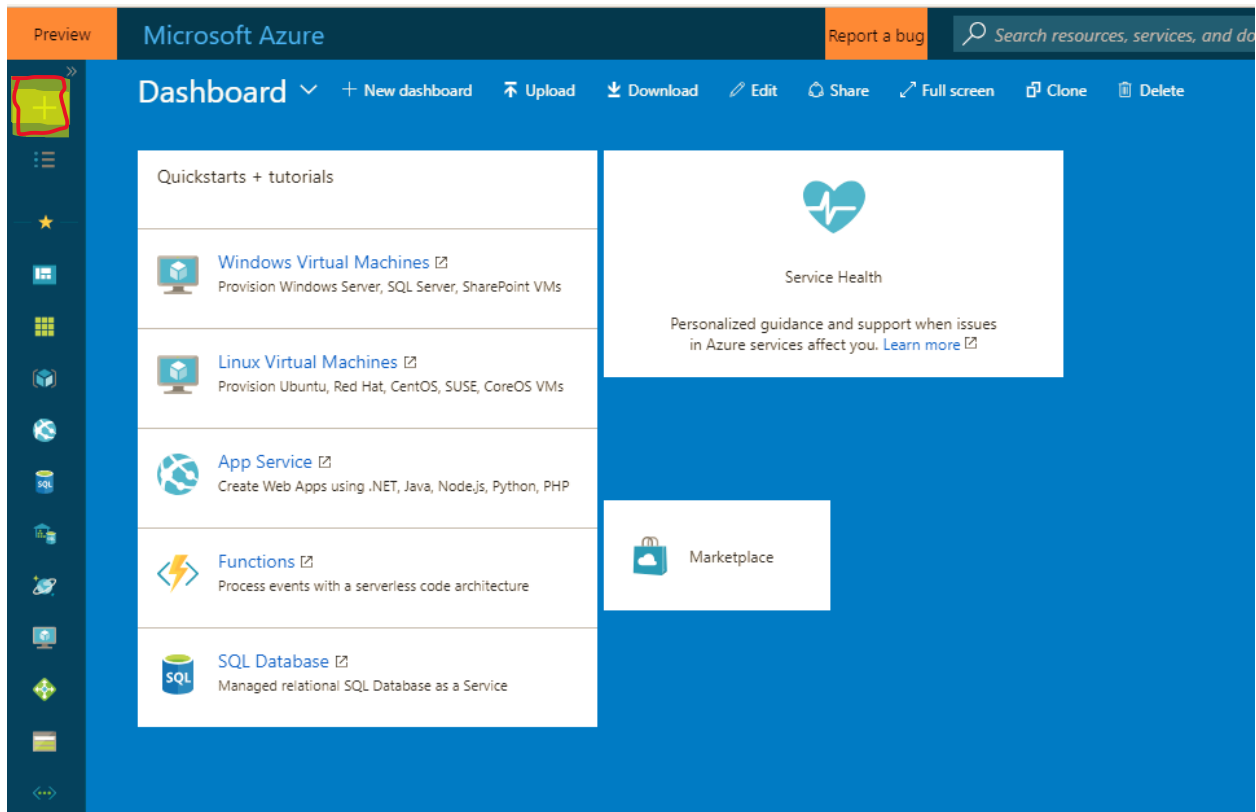 Preview
Microsoft Azure
Report a bug
Search resources, services, and do
»
Dashboard
+ New dashboard
Upload
Download
Edit
Share
Full screen
Clone
Delete
Quickstarts + tutorials
Windows Virtual Machines
Provision Windows Server, SQL Server, SharePoint VMs
Linux Virtual Machines
Provision Ubuntu, Red Hat, CentOS, SUSE, CoreOS VMs
App Service
Create Web Apps using .NET, Java, Node.js, Python, PHP
Functions
Process events with a serverless code architecture
SQL
SQL Database
Managed relational SQL Database as a Service
Service Health
Personalized guidance and support when issues
in Azure services affect you. Learn more
Marketplace
SQL